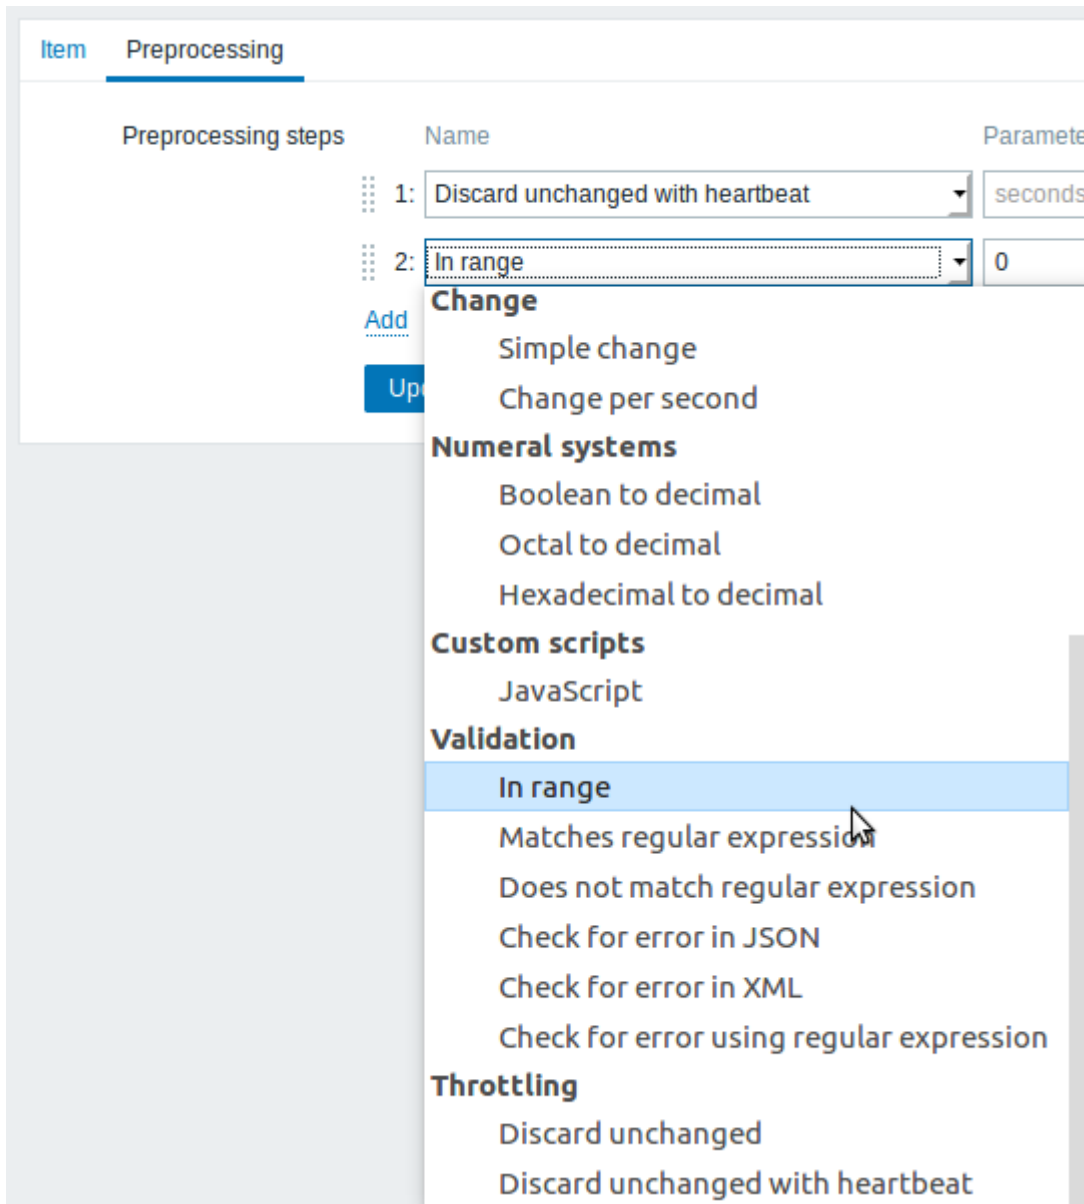 Item Preprocessing
Preprocessing steps Name Paramete
1: Discard unchanged with heartbeat seconds
2: In range 0
Change
Add
Simple change
Upd
Change per second
Numeral systems
Boolean to decimal
Octal to decimal
Hexadecimal to decimal
Custom scripts
JavaScript
Validation
In range
Matches regular expression
Does not match regular expression
Check for error in JSON
Check for error in XML
Check for error using regular expression
Throttling
Discard unchanged
Discard unchanged with heartbeat